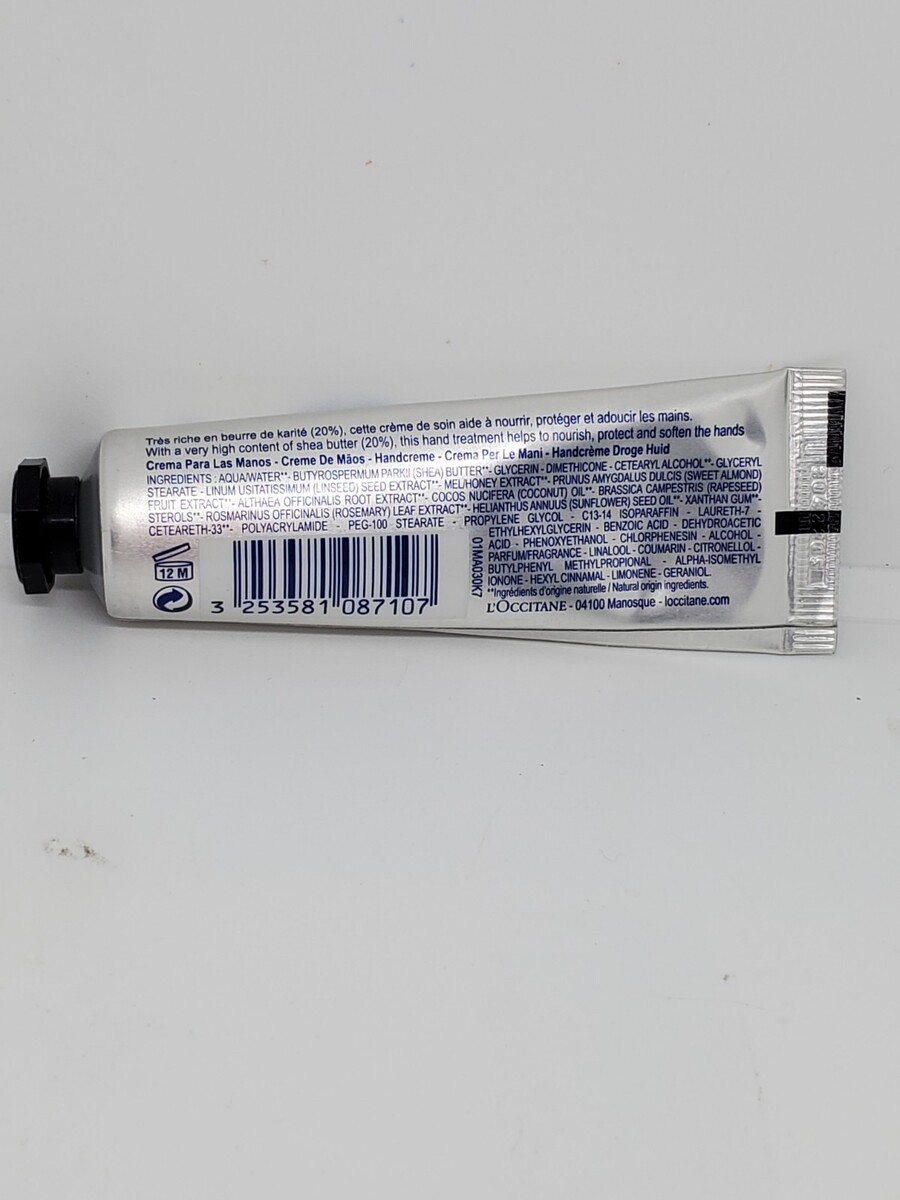 Très riche en beurre de karité (20%), cette crème de soin aide à nourrir, protéger et adoucir les mains.
With a very high content of shea butter (20%), this hand treatment helps to nourish, protect and soften the hands
Crema Para Las Manos - Creme De Mãos - Handcreme - Crema Per Le Mani - Handcrème Droge Huid
INGREDIENTS : AQUA/WATER**- BUTYROSPERMUM PARKII (SHEA) BUTTER**- GLYCERIN - DIMETHICONE - CETEARYL ALCOHOL**- GLYCERYL
STEARATE - LINUM USITATISSIMUM (LINSEED) SEED EXTRACT**- MEL/HONEY EXTRACT**- PRUNUS AMYGDALUS DULCIS (SWEET ALMOND)
FRUIT EXTRACT**- ALTHAEA OFFICINALIS ROOT EXTRACT**- COCOS NUCIFERA (COCONUT) OIL**- BRASSICA CAMPESTRIS (RAPESEED)
STEROLS**- ROSMARINUS OFFICINALIS (ROSEMARY) LEAF EXTRACT**- HELIANTHUS ANNUUS (SUNFLOWER) SEED OIL**- XANTHAN GUM**-
CETEARETH-33**- POLYACRYLAMIDE - PEG-100 STEARATE - PROPYLENE GLYCOL - C13-14 ISOPARAFFIN - LAURETH-7 -
ETHYLHEXYLGLYCERIN - BENZOIC ACID - DEHYDROACETIC
ACID - PHENOXYETHANOL - CHLORPHENESIN - ALCOHOL -
PARFUM/FRAGRANCE - LINALOOL - COUMARIN - CITRONELLOL -
BUTYLPHENYL METHYLPROPIONAL - ALPHA-ISOMETHYL
IONONE - HEXYL CINNAMAL - LIMONENE - GERANIOL.
**Ingrédients d'origine naturelle / Natural origin ingredients.
L'OCCITANE - 04100 Manosque - loccitane.com
01MA030K7
12 M
3 253581 087107